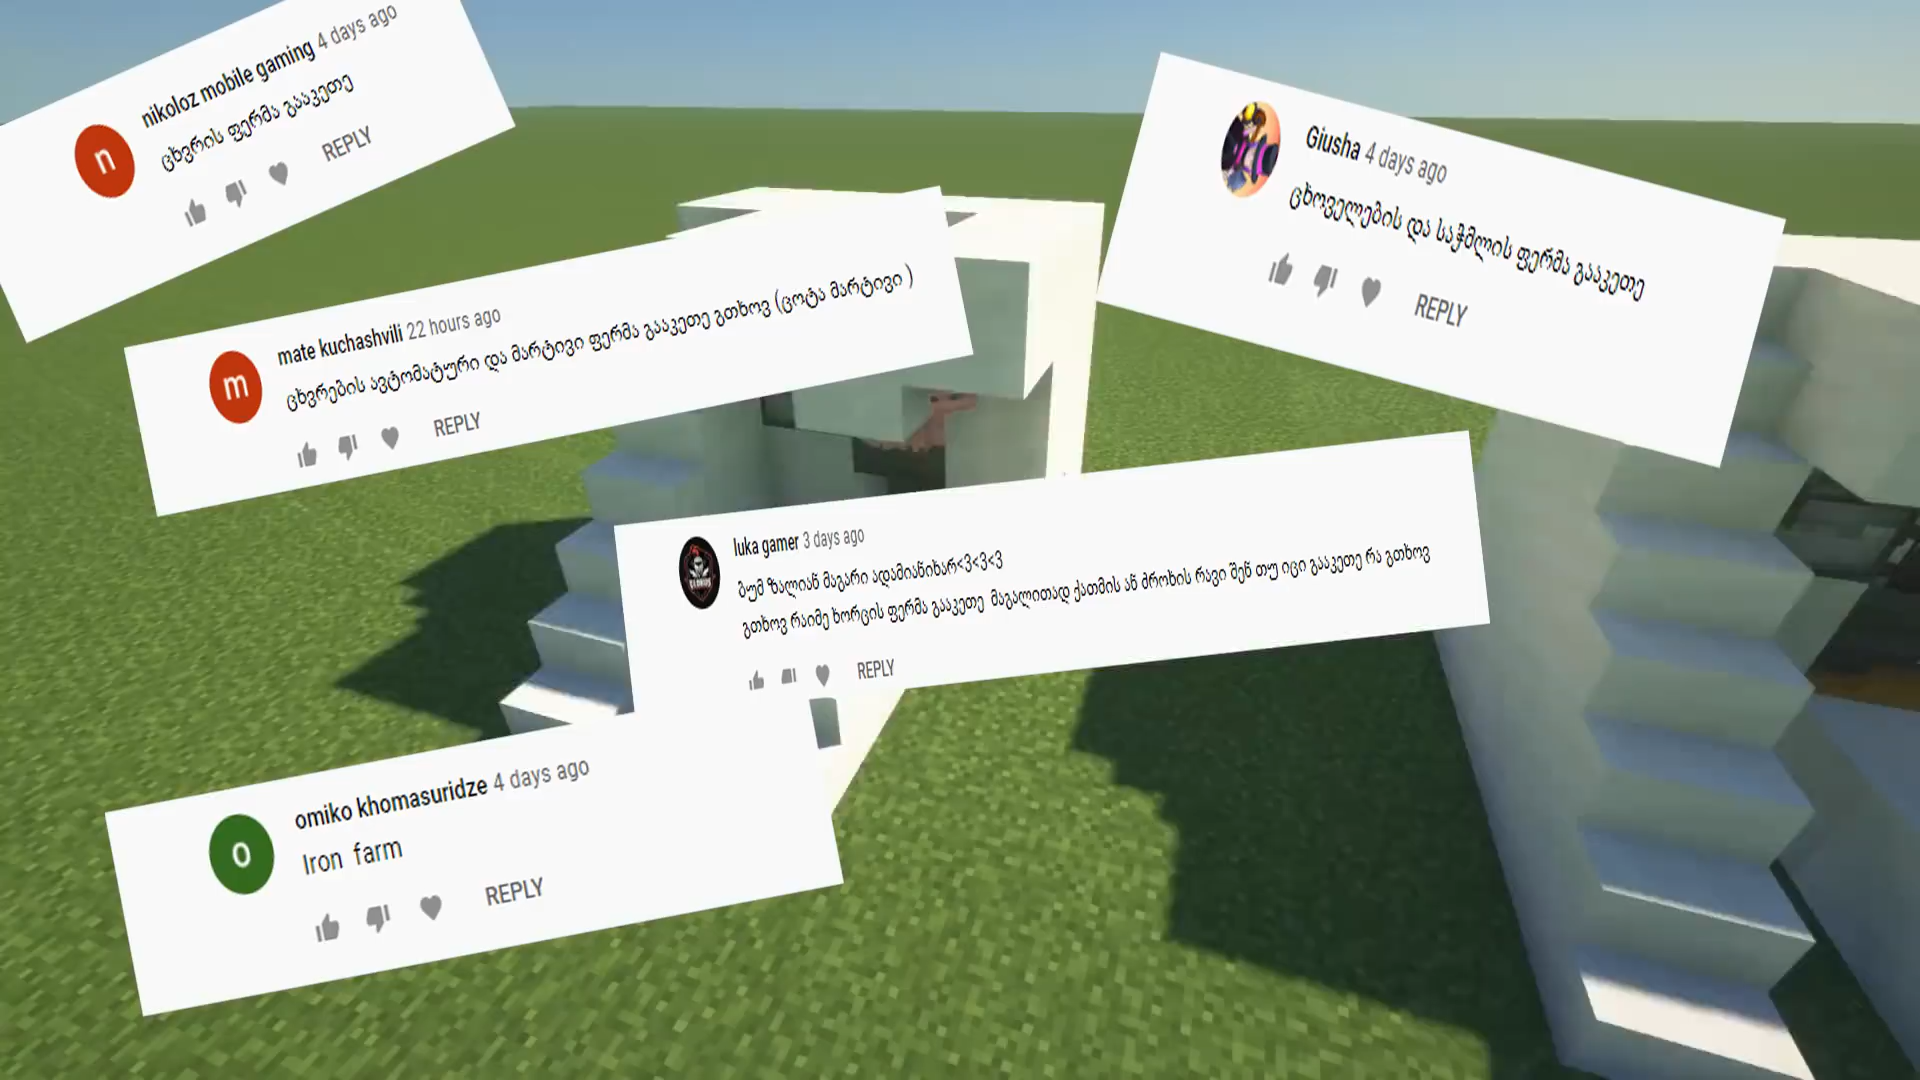 nikoloz mobile gaming 4 days ago
ცხვრის ფერმა გააკეთე
REPLY
Giusha 4 days ago
ცხოველების და საჭმლის ფერმა გააკეთე
REPLY
mate kuchashvili 22 hours ago
ცხვრების ავტომატური და მარტივი ფერმა გააკეთე გთხოვ (ცოტა მარტივი )
REPLY
luka gamer 3 days ago
ბუმ ზალიან მაგარი ადამიანიხარ<3<3<3
გთხოვ რაიმე ხორცის ფერმა გააკეთე მაგალითად ქათმის ან ძროხის რავი შენ თუ იცი გააკეთე რა გთხოვ
REPLY
omiko khomasuridze 4 days ago
Iron farm
REPLY
n
m
o